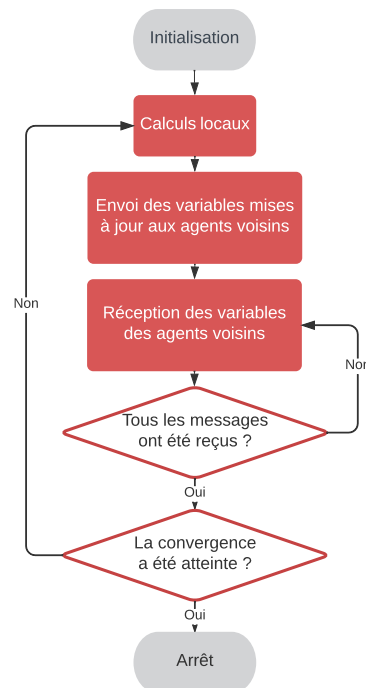 Initialisation
Calculs locaux
Envoi des variables mises
à jour aux agents voisins
Réception des variables
des agents voisins
Non
Non
Tous les messages
ont été reçus ?
Oui
La convergence
a été atteinte ?
Oui
Arrêt